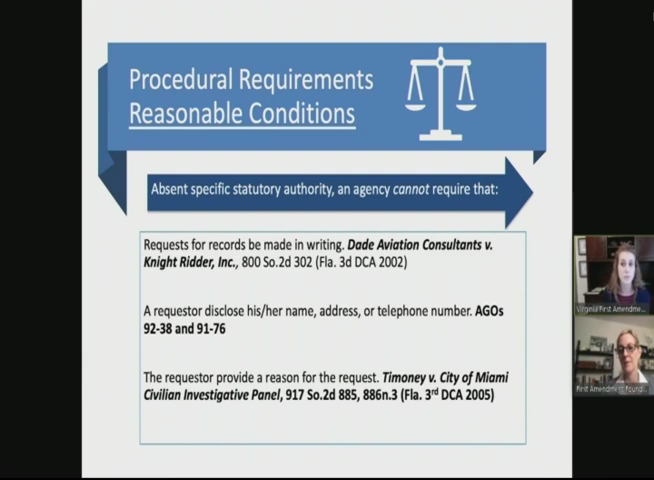 Procedural Requirements
Reasonable Conditions
Absent specific statutory authority, an agency cannot require that:
Requests for records be made in writing. Dade Aviation Consultants v.
Knight Ridder, Inc., 800 So.2d 302 (Fla. 3d DCA 2002)
A requestor disclose his/her name, address, or telephone number. AGOs
92-38 and 91-76
The requestor provide a reason for the request. Timoney v. City of Miami
Civilian Investigative Panel, 917 So.2d 885, 886n.3 (Fla. 3rd DCA 2005)
Virginia First Amendme...
First Amendment Found...